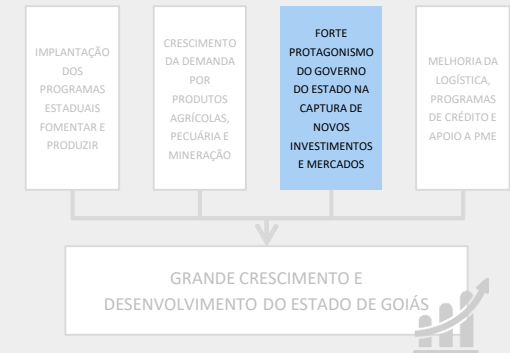 IMPLANTAÇÃO
DOS
PROGRAMAS
ESTADUAIS
FOMENTAR E
PRODUZIR
CRESCIMENTO
DA DEMANDA
POR
PRODUTOS
AGRÍCOLAS,
PECUÁRIA E
MINERAÇÃO
FORTE
PROTAGONISMO
DO GOVERNO
DO ESTADO NA
CAPTURA DE
NOVOS
INVESTIMENTOS
E MERCADOS
MELHORIA DA
LOGÍSTICA,
PROGRAMAS
DE CRÉDITO E
APOIO A PME
GRANDE CRESCIMENTO E
DESENVOLVIMENTO DO ESTADO DE GOIÁS